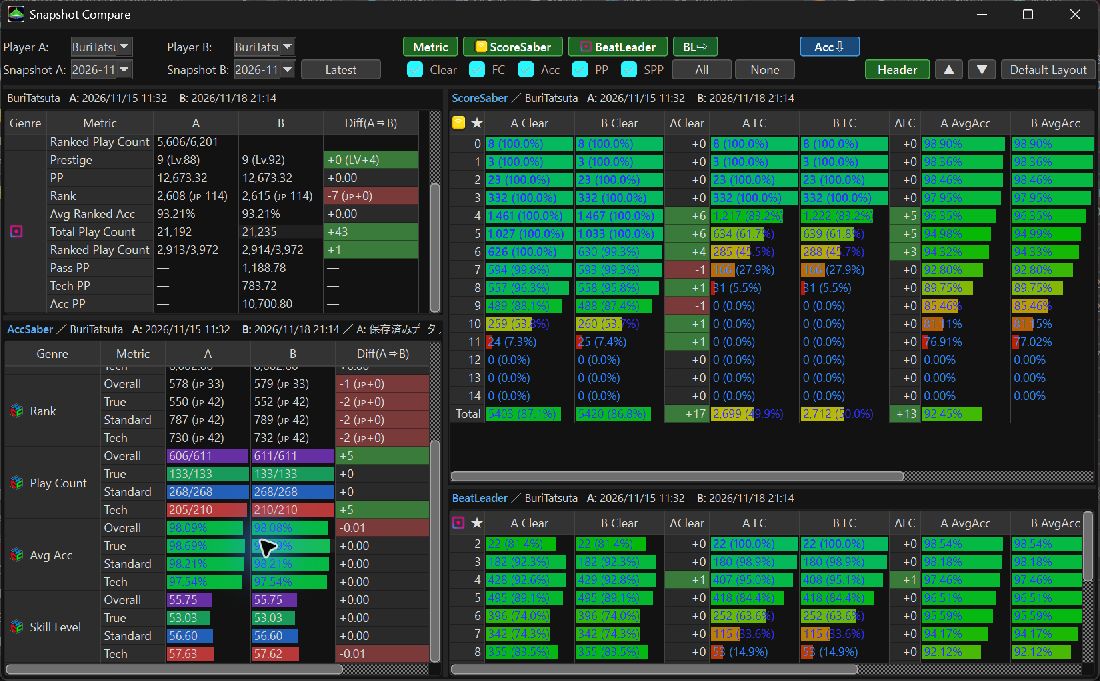 Snapshot Compare
Player A: BuriTatsu Player B: BuriTatsu Metric ScoreSaber BeatLeader BL⇨ Acc⇩
Snapshot A: 2026-11 Snapshot B: 2026-11 Latest Clear FC Acc PP SPP All None Header ▲ ▼ Default Layout
BuriTatsuta A: 2026/11/15 11:32 B: 2026/11/18 21:14
Genre Metric A B Diff(A⇒B)
Ranked Play Count 5,606/6,201
Prestige 9 (Lv.88) 9 (Lv.92) +0 (LV+4)
PP 12,673.32 12,673.32 +0.00
Rank 2,608 (JP 114) 2,615 (JP 114) -7 (JP+0)
Avg Ranked Acc 93.21% 93.21% +0.00
Total Play Count 21,192 21,235 +43
Ranked Play Count 2,913/3,972 2,914/3,972 +1
Pass PP — 1,188.78 —
Tech PP — 783.72 —
Acc PP — 10,700.80 —
AccSaber / BuriTatsuta A: 2026/11/15 11:32 B: 2026/11/18 21:14 / A: 保存済みデータ
Genre Metric A B Diff(A⇒B)
Rank
Overall 578 (JP 33) 579 (JP 33) -1 (JP+0)
True 550 (JP 42) 552 (JP 42) -2 (JP+0)
Standard 787 (JP 42) 789 (JP 42) -2 (JP+0)
Tech 730 (JP 42) 732 (JP 42) -2 (JP+0)
Play Count
Overall 606/611 611/611 +5
True 133/133 133/133 +0
Standard 268/268 268/268 +0
Tech 205/210 210/210 +5
Avg Acc
Overall 98.09% 98.08% -0.01
True 98.69% +0.00
Standard 98.21% 98.21% +0.00
Tech 97.54% 97.54% +0.00
Skill Level
Overall 55.75 55.75 +0.00
True 53.03 53.03 +0.00
Standard 56.60 56.60 +0.00
Tech 57.63 57.62 -0.01
ScoreSaber / BuriTatsuta A: 2026/11/15 11:32 B: 2026/11/18 21:14
★ A Clear B Clear ΔClear A FC B FC ΔFC A AvgAcc B AvgAcc
0 8 (100.0%) 8 (100.0%) +0 8 (100.0%) 8 (100.0%) +0 98.90% 98.90%
1 3 (100.0%) 3 (100.0%) +0 3 (100.0%) 3 (100.0%) +0 98.36% 98.36%
2 23 (100.0%) 23 (100.0%) +0 23 (100.0%) 23 (100.0%) +0 98.46% 98.46%
3 332 (100.0%) 332 (100.0%) +0 332 (100.0%) 332 (100.0%) +0 97.95% 97.95%
4 1,461 (100.0%) 1,467 (100.0%) +6 1,217 (83.2%) 1,222 (83.2%) +5 96.35% 96.35%
5 1,027 (100.0%) 1,033 (100.0%) +6 634 (61.7%) 639 (61.8%) +5 94.98% 94.99%
6 626 (100.0%) 630 (99.3%) +4 285 (45.5%) 288 (45.7%) +3 94.32% 94.53%
7 594 (99.8%) 593 (99.3%) -1 166 (27.9%) 166 (27.9%) +0 92.80% 92.80%
8 557 (96.3%) 558 (95.8%) +1 31 (5.5%) 31 (5.5%) +0 89.75% 89.75%
9 489 (88.1%) 488 (87.4%) -1 0 (0.0%) 0 (0.0%) +0 85.46% 85.46%
10 259 (53.8%) 260 (53.7%) +1 0 (0.0%) 0 (0.0%) +0 81.11% 81.15%
11 24 (7.3%) 25 (7.4%) +1 0 (0.0%) 0 (0.0%) +0 76.91% 77.02%
12 0 (0.0%) 0 (0.0%) +0 0 (0.0%) 0 (0.0%) +0 0.00% 0.00%
13 0 (0.0%) 0 (0.0%) +0 0 (0.0%) 0 (0.0%) +0 0.00% 0.00%
14 0 (0.0%) 0 (0.0%) +0 0 (0.0%) 0 (0.0%) +0 0.00% 0.00%
Total 5403 (87.1%) 5420 (86.8%) +17 2,699 (49.9%) 2,712 (50.0%) +13 92.45%
BeatLeader / BuriTatsuta A: 2026/11/15 11:32 B: 2026/11/18 21:14
★ A Clear B Clear ΔClear A FC B FC ΔFC A AvgAcc B AvgAcc
2 22 (81.4%) 22 (81.4%) +0 22 (100.0%) 22 (100.0%) +0 98.54% 98.54%
3 182 (92.3%) 182 (92.3%) +0 180 (98.9%) 180 (98.9%) +0 98.18% 98.18%
4 428 (92.6%) 429 (92.8%) +1 407 (95.0%) 408 (95.1%) +1 97.46% 97.46%
5 495 (89.1%) 495 (89.1%) +0 418 (84.4%) 418 (84.4%) +0 96.51% 96.51%
6 396 (74.0%) 396 (74.0%) +0 252 (63.6%) 252 (63.6%) +0 95.59% 95.59%
7 342 (74.3%) 342 (74.3%) +0 115 (33.6%) 115 (33.6%) +0 94.17% 94.17%
8 355 (83.5%) 355 (83.5%) +0 53 (14.9%) 53 (14.9%) +0 92.12% 92.12%